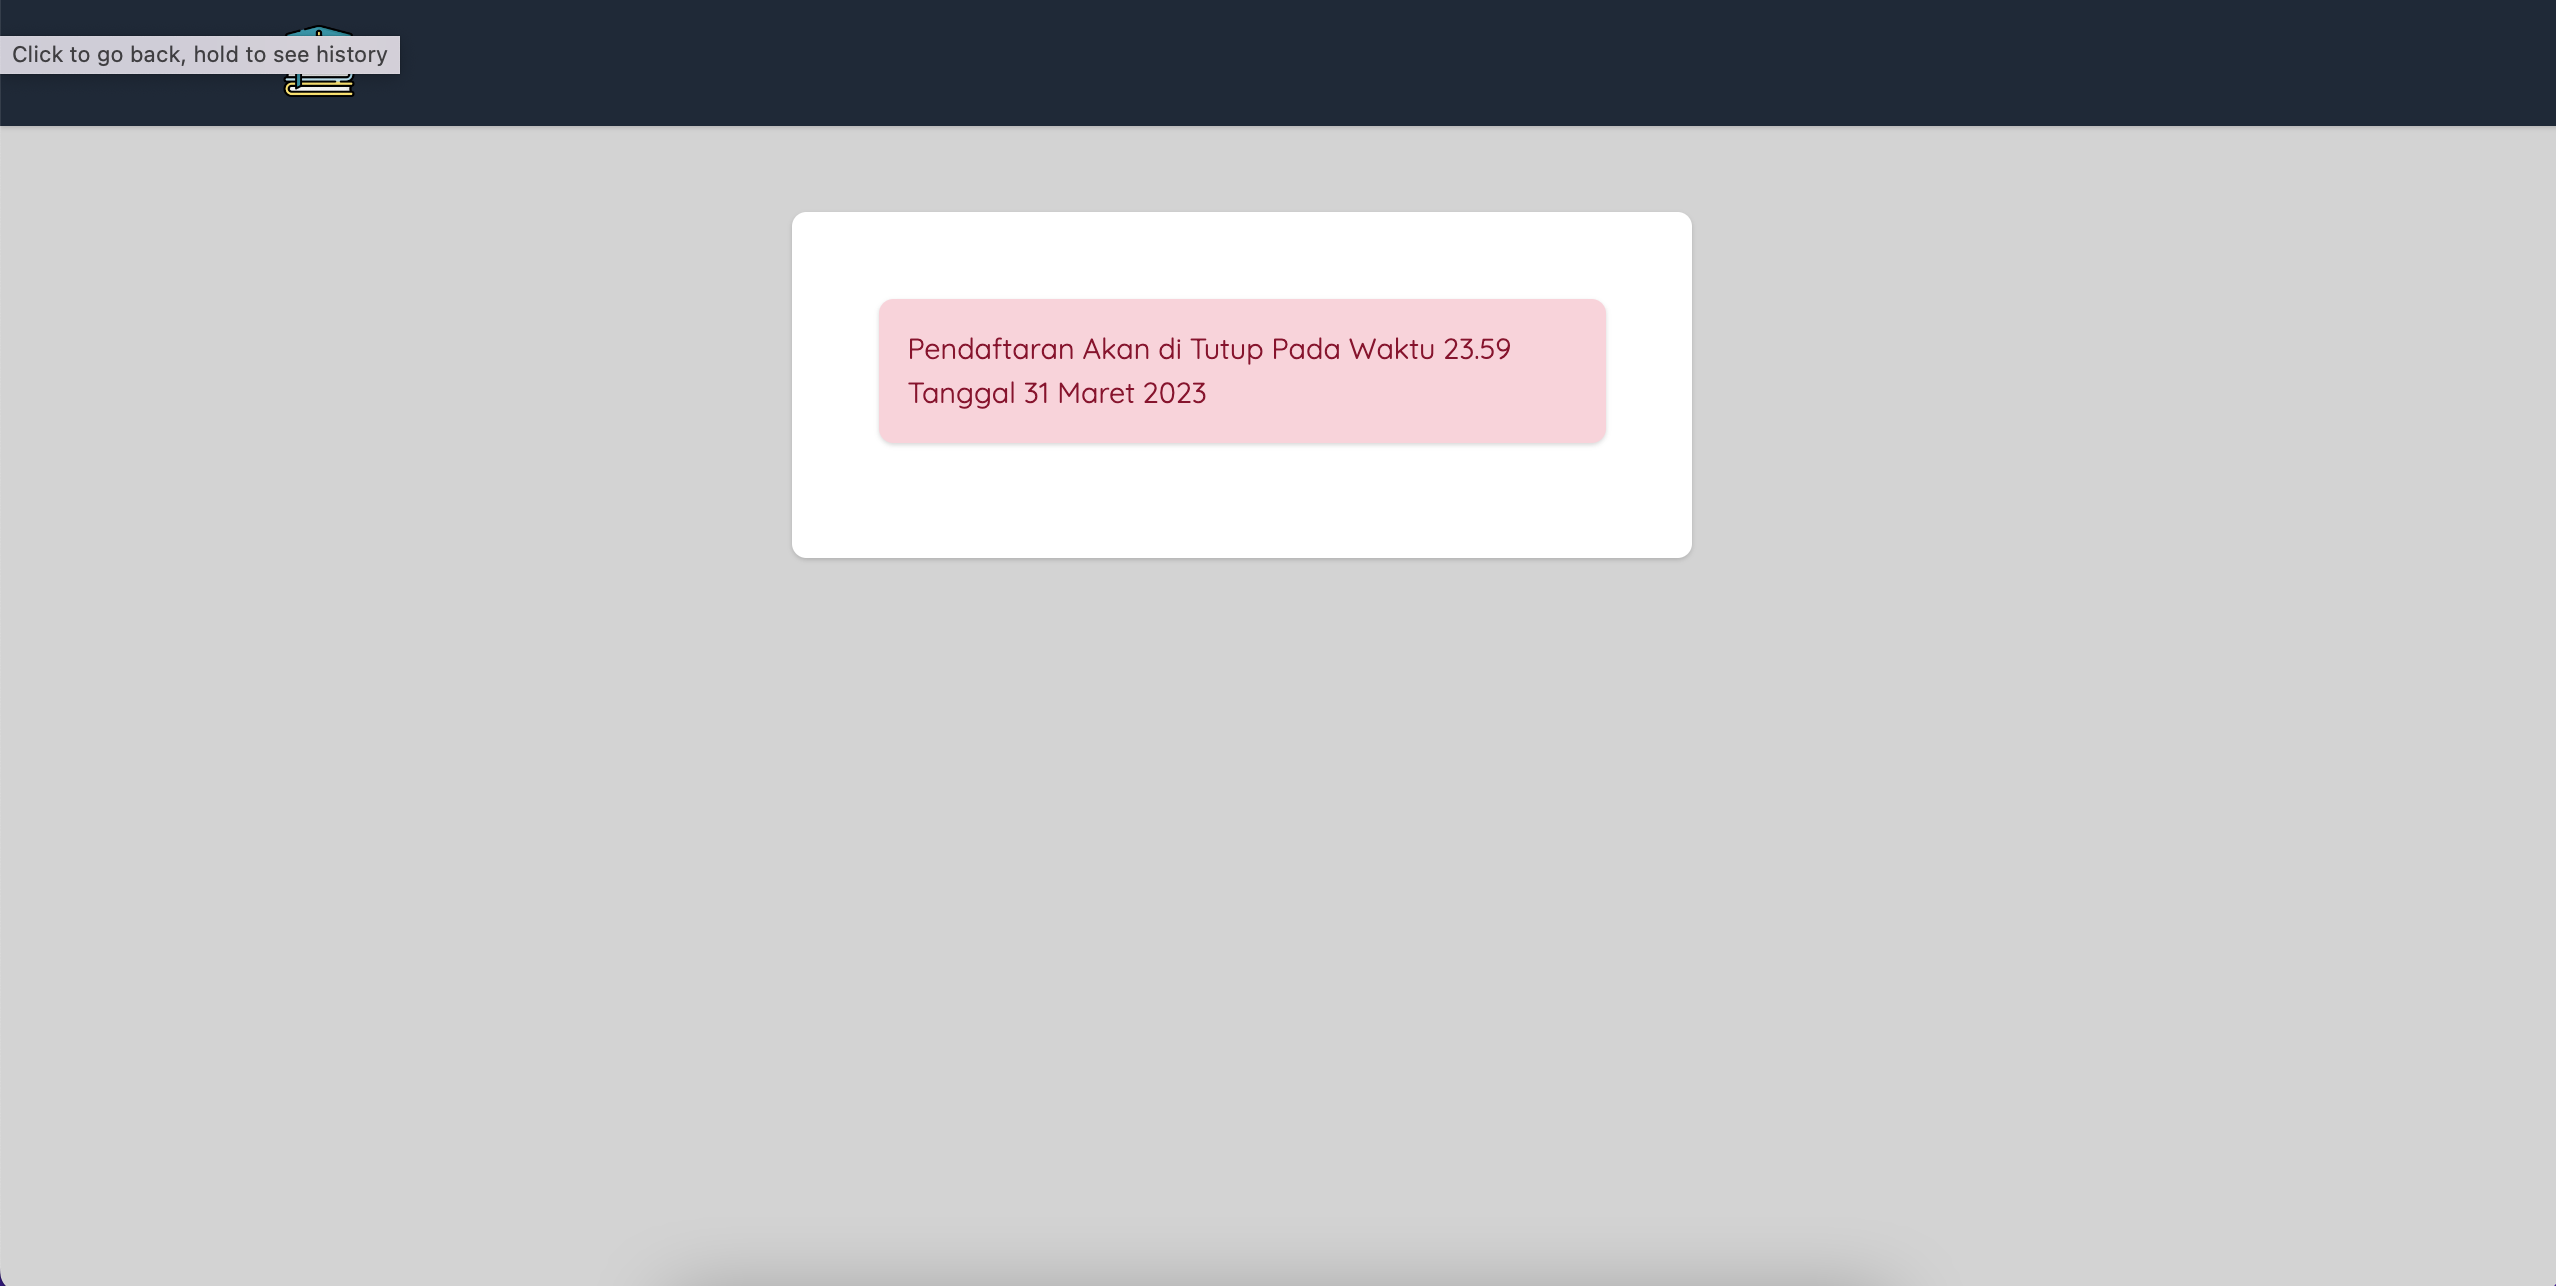 Click to go back, hold to see history
Pendaftaran Akan di Tutup Pada Waktu 23.59
Tanggal 31 Maret 2023